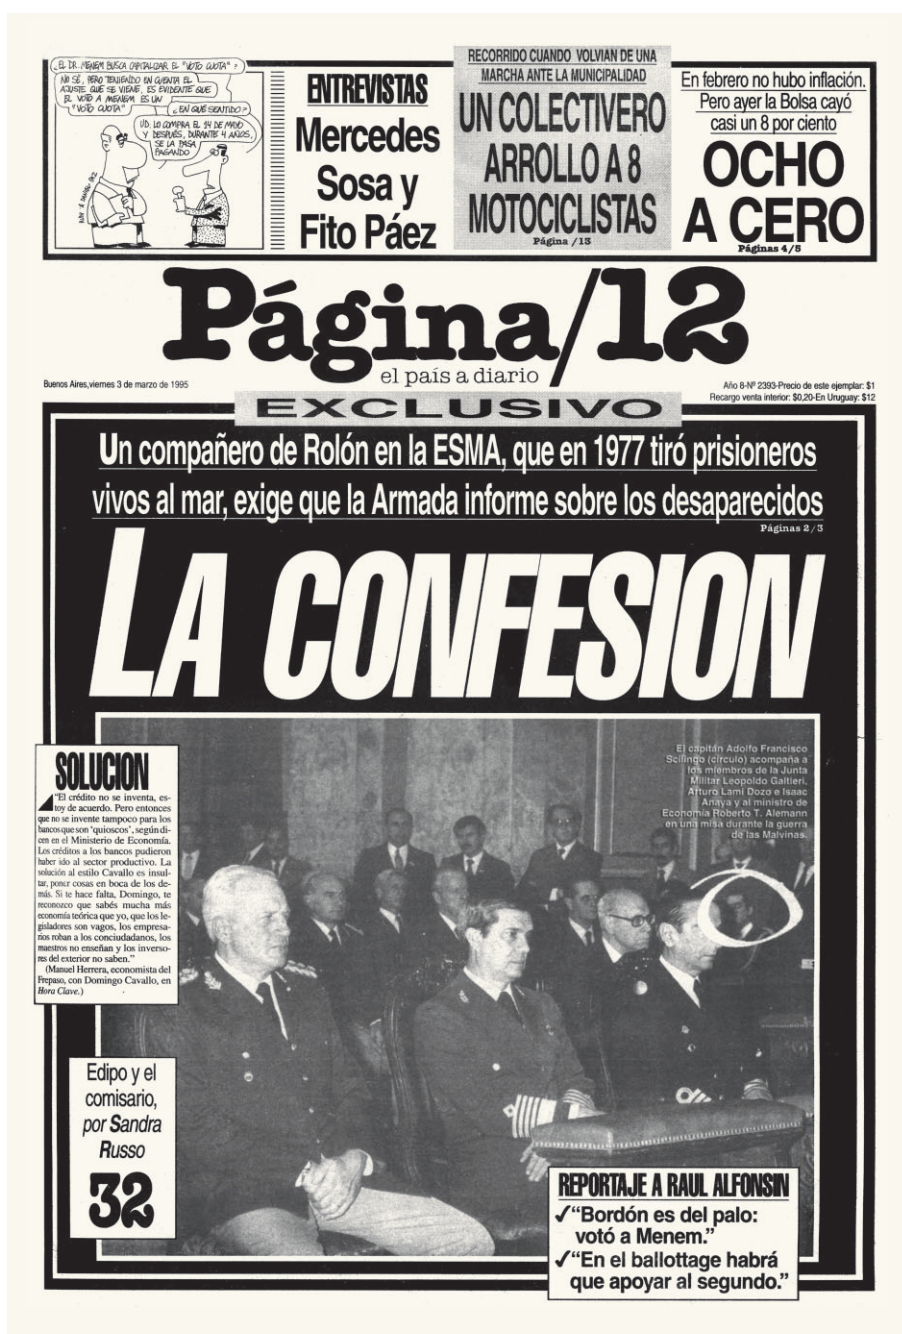 ¿EL DR. MENEM BUSCA CAPITALIZAR EL "VOTO CUOTA"?
NO SÉ, PERO TENIENDO EN CUENTA EL
AJUSTE QUE SE VIENE, ES EVIDENTE QUE
EL VOTO A MENEM ES UN
"VOTO CUOTA"
¿EN QUÉ SENTIDO?
UD. LO COMPRA EL 14 DE MAYO
Y DESPUÉS, DURANTE 4 AÑOS,
SE LA PASA
PAGANDO
ENTREVISTAS
Mercedes
Sosa y
Fito Páez
RECORRIDO CUANDO VOLVIAN DE UNA
MARCHA ANTE LA MUNICIPALIDAD
UN COLECTIVERO
ARROLLO A 8
MOTOCICLISTAS
Página /13
En febrero no hubo inflación.
Pero ayer la Bolsa cayó
casi un 8 por ciento
OCHO
A CERO
Páginas 4/5
Página/12
el país a diario
Buenos Aires,viernes 3 de marzo de 1995
Año 8-Nº 2393-Precio de este ejemplar: $1
Recargo venta interior: $0,20-En Uruguay: $12
EXCLUSIVO
Un compañero de Rolón en la ESMA, que en 1977 tiró prisioneros
vivos al mar, exige que la Armada informe sobre los desaparecidos
Páginas 2/3
LA CONFESION
El capitán Adolfo Francisco
Scilingo (círculo) acompaña a
los miembros de la Junta
Militar Leopoldo Galtieri,
Arturo Lami Dozo e Isaac
Anaya y al ministro de
Economía Roberto T. Alemann
en una misa durante la guerra
de las Malvinas.
SOLUCION
"El crédito no se inventa, es-
toy de acuerdo. Pero entonces
que no se invente tampoco para los
bancos que son 'quioscos', según di-
cen en el Ministerio de Economía.
Los créditos a los bancos pudieron
haber ido al sector productivo. La
solución al estilo Cavallo es insul-
tar, poner cosas en boca de los de-
más. Si te hace falta, Domingo, te
reconozco que sabés mucha más
economía teórica que yo, que los le-
gisladores son vagos, los empresa-
rios roban a los conciudadanos, los
maestros no enseñan y los inverso-
res del exterior no saben."
(Manuel Herrera, economista del
Frepaso, con Domingo Cavallo, en
Hora Clave.)
Edipo y el
comisario,
por Sandra
Russo
32
REPORTAJE A RAUL ALFONSIN
✓"Bordón es del palo:
votó a Menem."
✓"En el ballottage habrá
que apoyar al segundo."